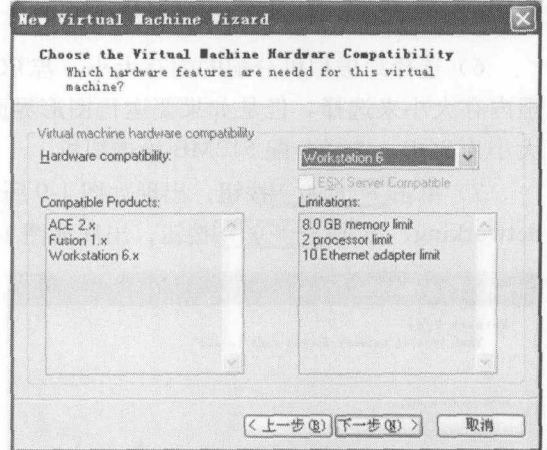 New Virtual Machine Wizard
Choose the Virtual Machine Hardware Compatibility
Which hardware features are needed for this virtual
machine?
Virtual machine hardware compatibility
Hardware compatibility:
Workstation 6
ESX Server Compatible
Compatible Products:
Limitations:
ACE 2.x
Fusion 1.x
Workstation 6.x
8.0 GB memory limit
2 processor limit
10 Ethernet adapter limit
< 上一步(B)
下一步(N) >
取消